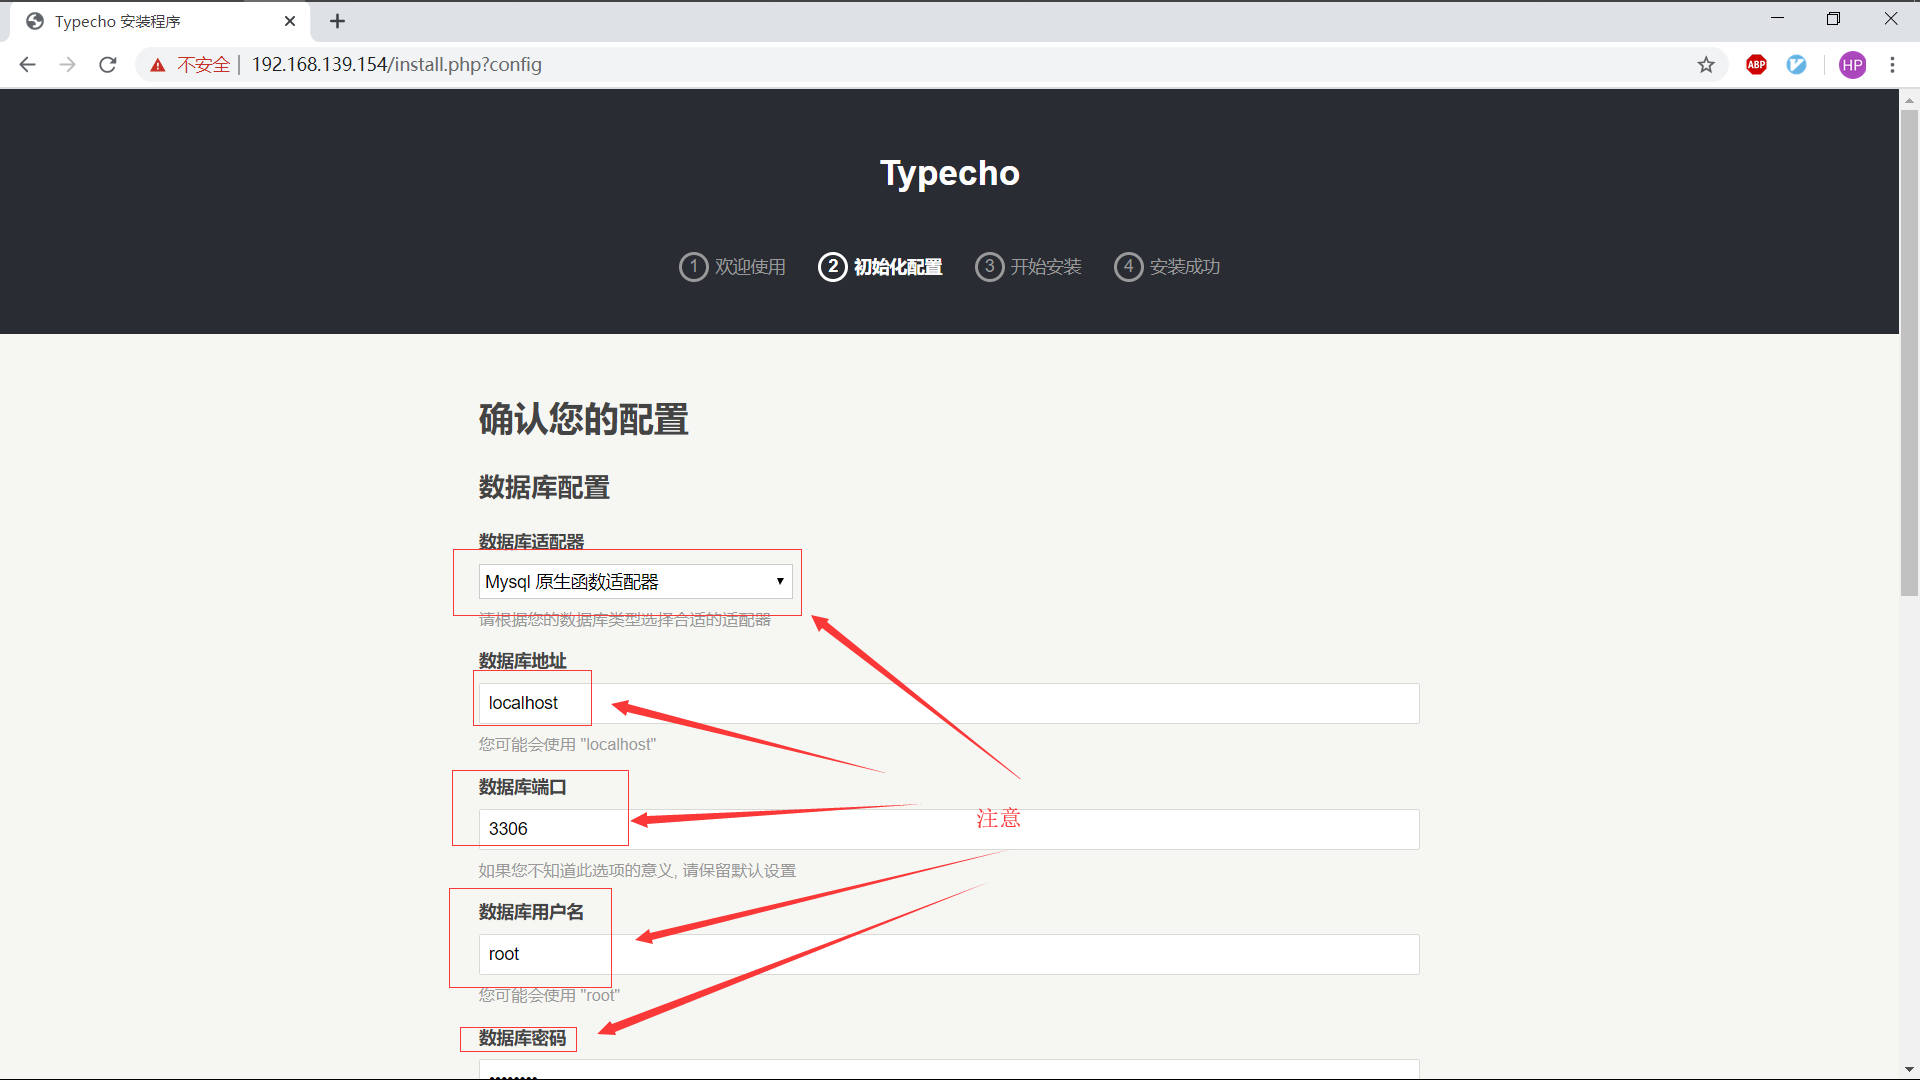 Typecho 安装程序
不安全 | 192.168.139.154/install.php?config
ABP
HP
Typecho
1 欢迎使用
2 初始化配置
3 开始安装
4 安装成功
确认您的配置
数据库配置
数据库适配器
Mysql 原生函数适配器
请根据您的数据库类型选择合适的适配器
数据库地址
localhost
您可能会使用 "localhost"
数据库端口
3306
注意
如果您不知道此选项的意义, 请保留默认设置
数据库用户名
root
您可能会使用 "root"
数据库密码